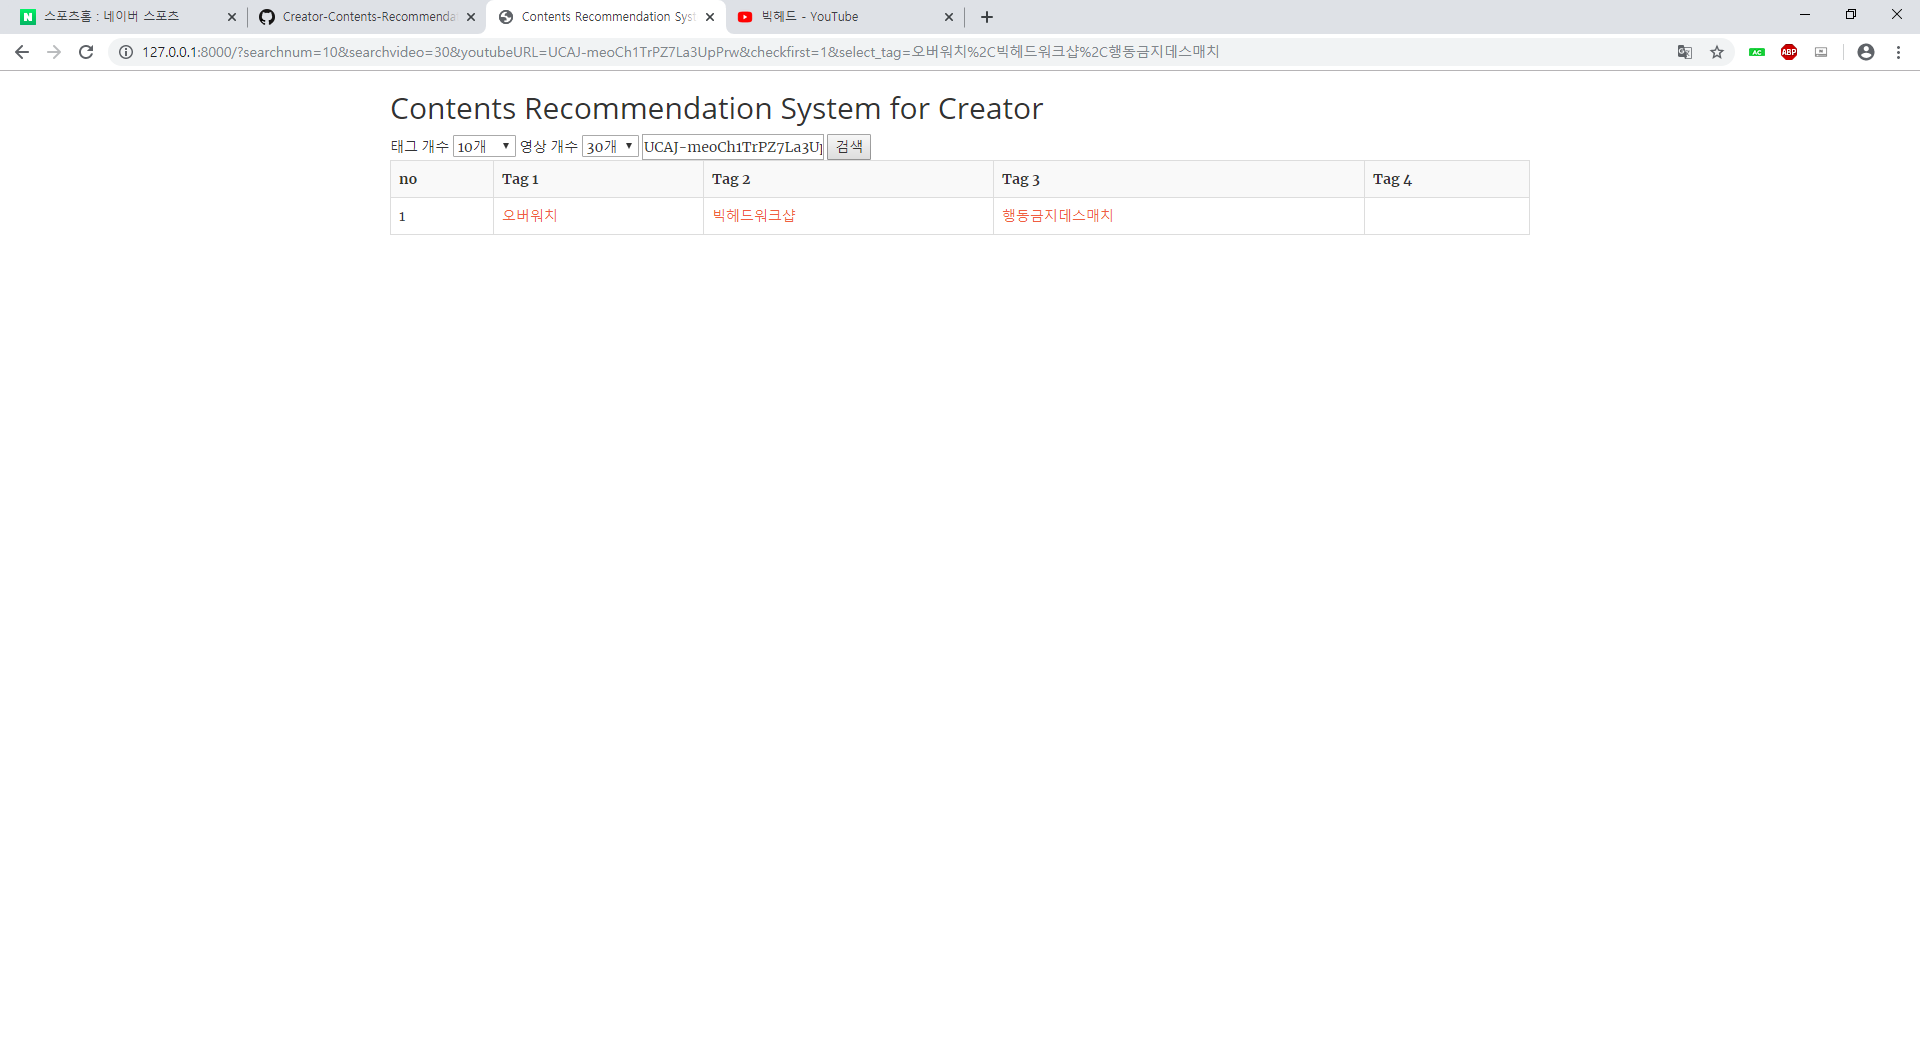 스포츠홈 : 네이버 스포츠
Creator-Contents-Recommenda
Contents Recommendation Syst
빅헤드 - YouTube
127.0.0.1:8000/?searchnum=10&searchvideo=30&youtubeURL=UCAJ-meoCh1TrPZ7La3UpPrw&checkfirst=1&select_tag=오버워치%2C빅헤드워크샵%2C행동금지데스매치
AC
ABP
Contents Recommendation System for Creator
태그 개수 10개 영상 개수 30개 UCAJ-meoCh1TrPZ7La3Up 검색
no Tag 1 Tag 2 Tag 3 Tag 4
1 오버워치 빅헤드워크샵 행동금지데스매치